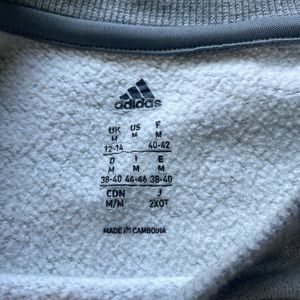 adidas
UK US F
M M M
12-14 40-42
D I E
M M M
38-40 44-46 38-40
CDN J
M/M 2XOT
MADE IN CAMBODIA